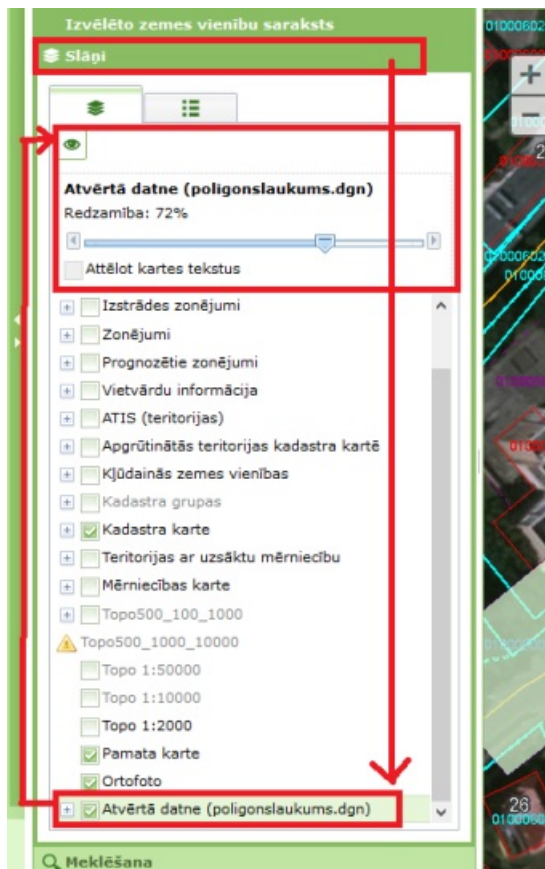 Izvēlēto zemes vienību saraksts
Slāņi
Atvērtā datne (poligonslaukums.dgn)
Redzamība: 72%
Attēlot kartes tekstus
Izstrādes zonējumi
Zonējumi
Prognozētie zonējumi
Vietvārdu informācija
ATIS (teritorijas)
Apgrūtinātās teritorijas kadastra kartē
Kļūdainās zemes vienības
Kadastra grupas
Kadastra karte
Teritorijas ar uzsāktu mērniecību
Mērniecības karte
Topo500_100_1000
Topo500_1000_10000
Topo 1:50000
Topo 1:10000
Topo 1:2000
Pamata karte
Ortofoto
Atvērtā datne (poligonslaukums.dgn)
Meklēšana
01000602
26